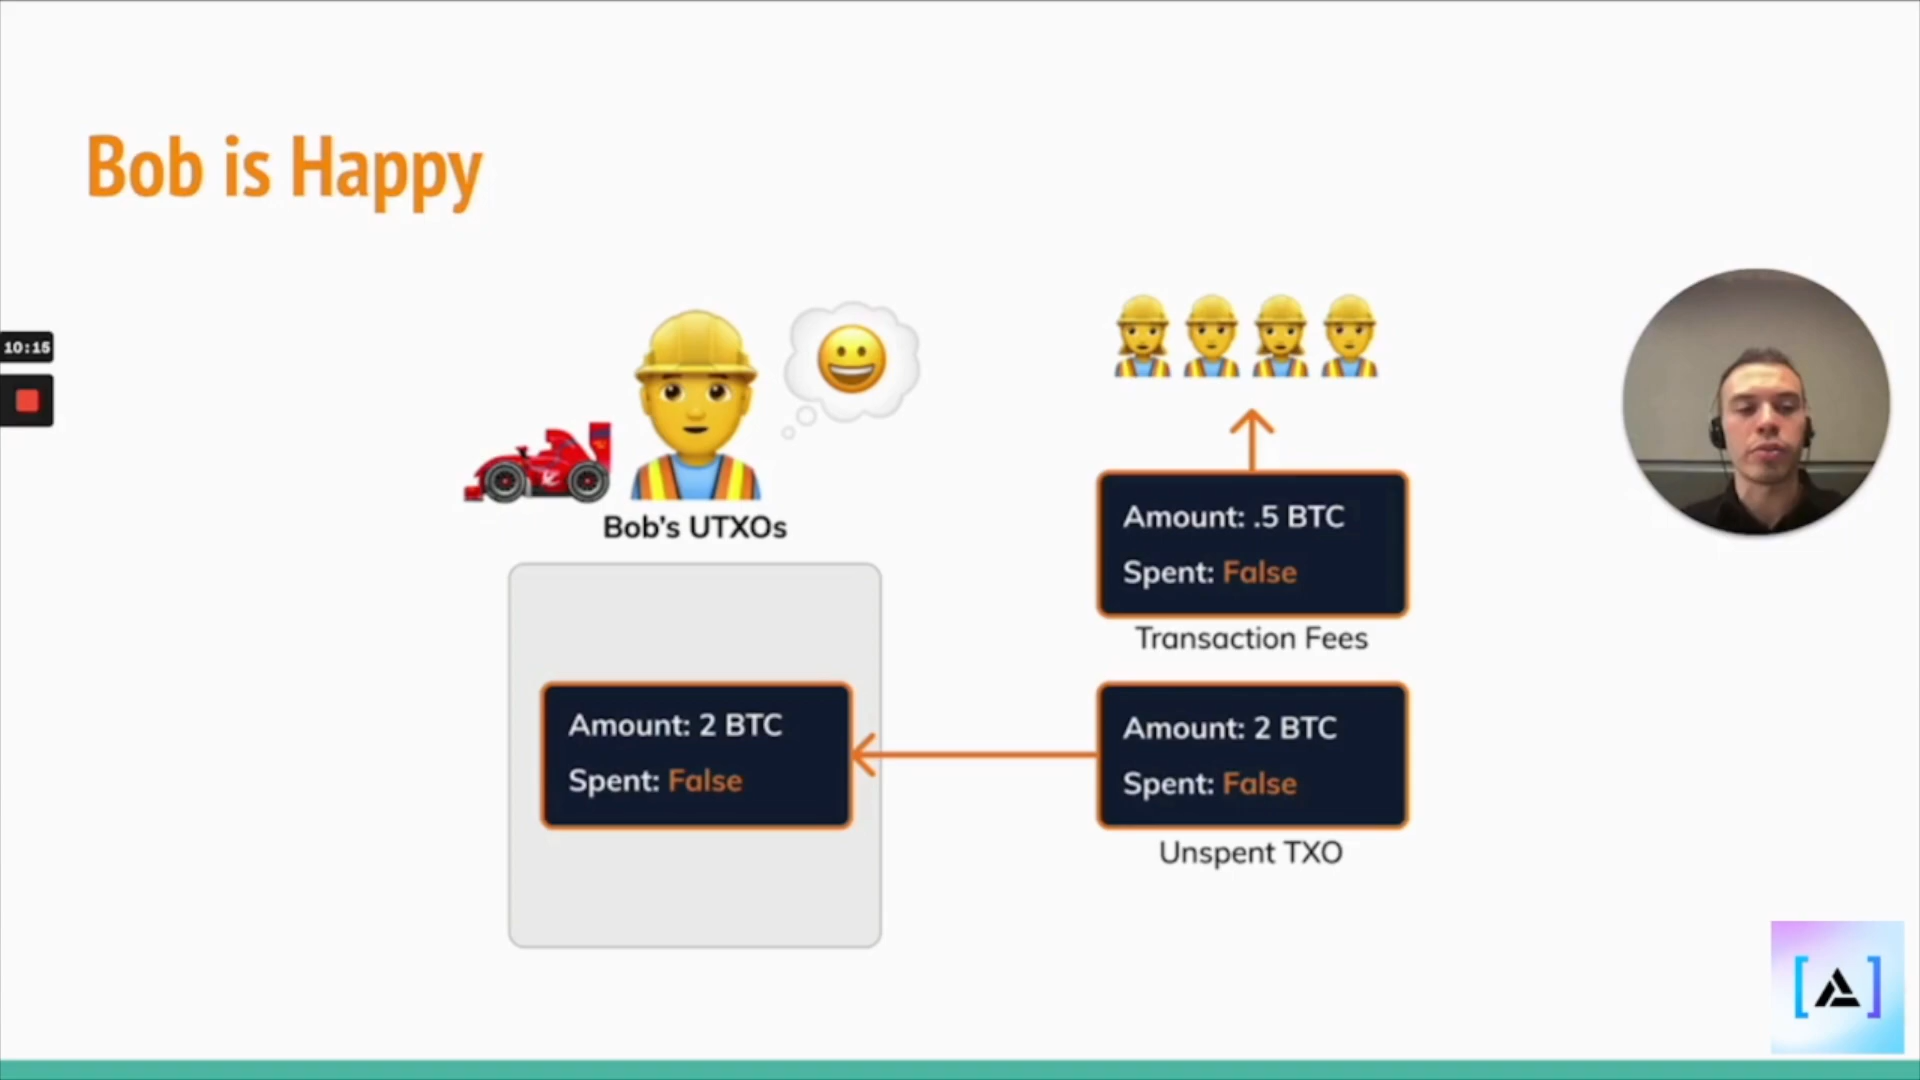 Bob is Happy
10:15
Bob's UTXOs
Amount: .5 BTC
Spent: False
Transaction Fees
Amount: 2 BTC
Spent: False
Amount: 2 BTC
Spent: False
Unspent TXO